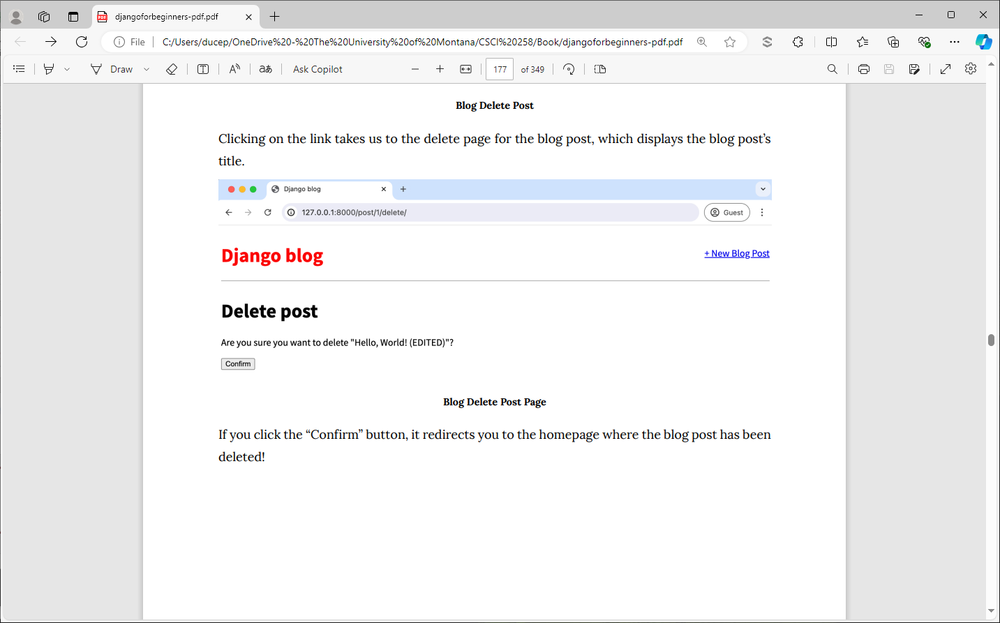 djangoforbeginners-pdf.pdf
File
C:/Users/ducep/OneDrive%20-%20The%20University%20of%20Montana/CSCI%20258/Book/djangoforbeginners-pdf.pdf
Draw
Ask Copilot
177 of 349
Blog Delete Post
Clicking on the link takes us to the delete page for the blog post, which displays the blog post’s
title.
Django blog
127.0.0.1:8000/post/1/delete/
Guest
Django blog
+ New Blog Post
Delete post
Are you sure you want to delete "Hello, World! (EDITED)"?
Confirm
Blog Delete Post Page
If you click the “Confirm” button, it redirects you to the homepage where the blog post has been
deleted!